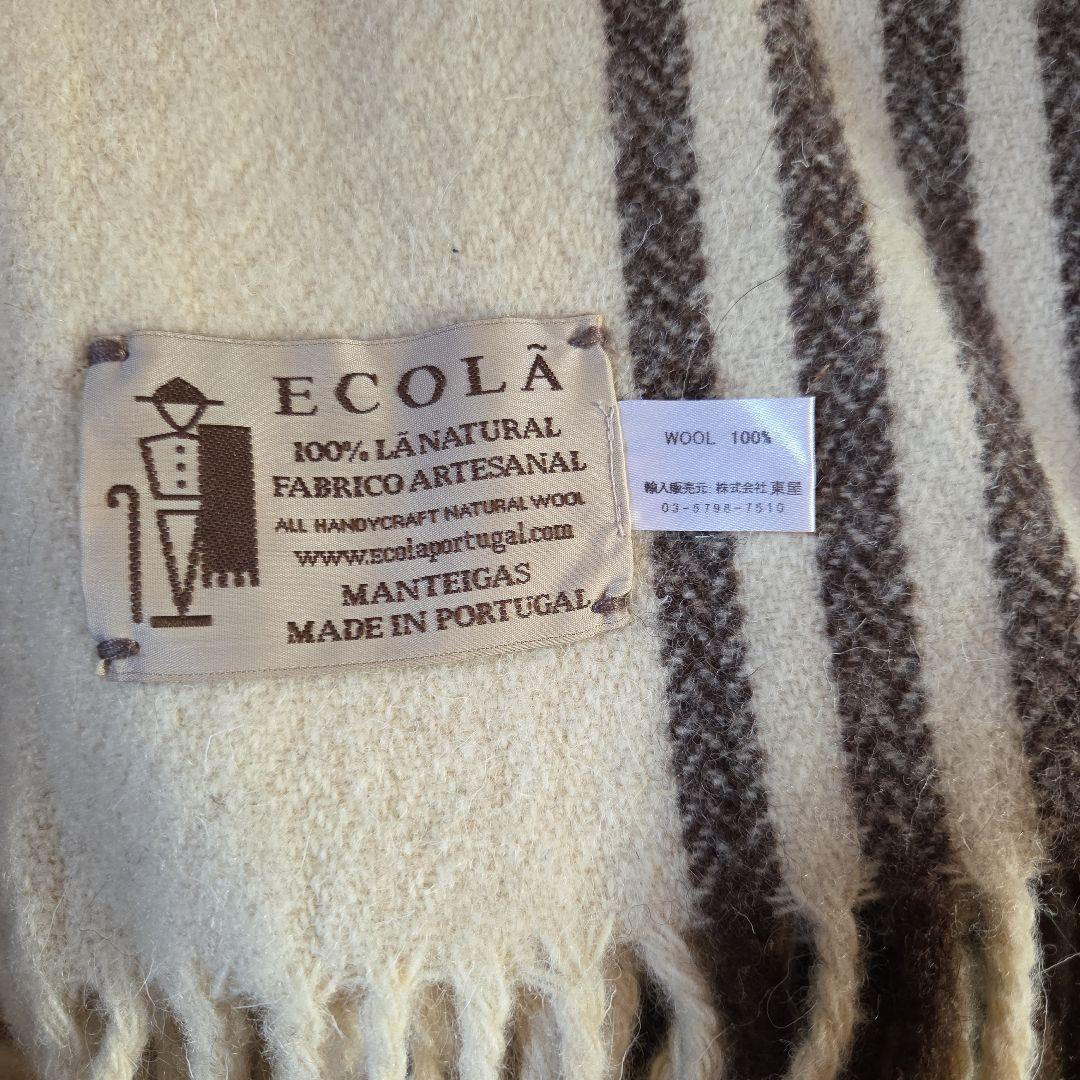 ECOLÃ
100% LÃ NATURAL
FABRICO ARTESANAL
ALL HANDYCRAFT NATURAL WOOL
www.ecolaportugal.com
MANTEIGAS
MADE IN PORTUGAL
WOOL 100%
輸入販売元: 株式会社 東屋
03-5798-7510